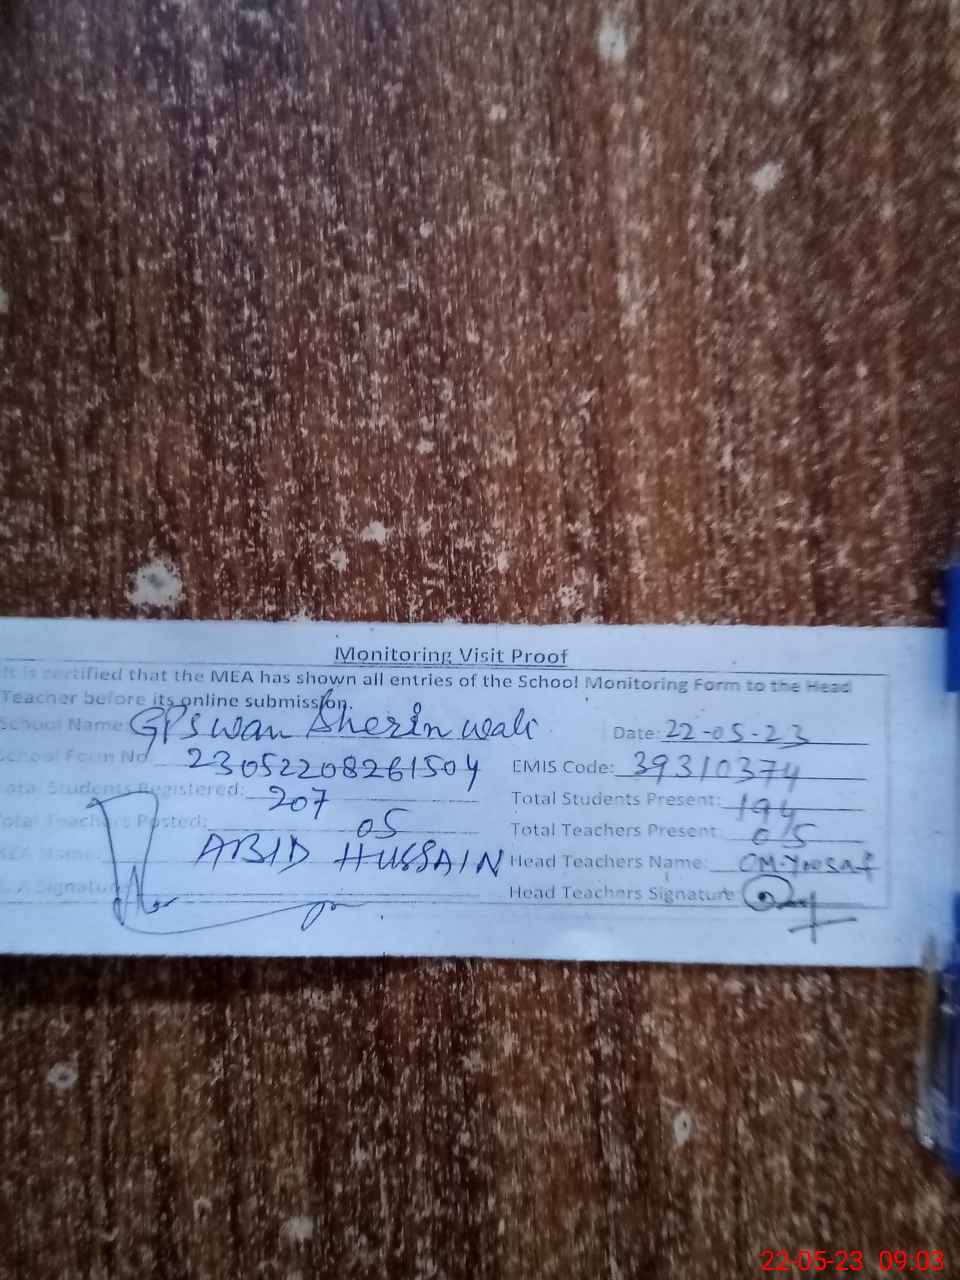 Monitoring Visit Proof
It is certified that the MEA has shown all entries of the School Monitoring Form to the Head
Teacher before its online submission.
School Name: GPS wan Sherin wali Date: 22-05-23
School Form No. 23052208261504 EMIS Code: 39310374
Total Students Registered: 207 Total Students Present: 194
Total Teachers Posted: 05 Total Teachers Present: 05
MEA Name: ABID HUSSAIN Head Teachers Name:
MEA Signature: Head Teachers Signature:
22-05-23 09:03